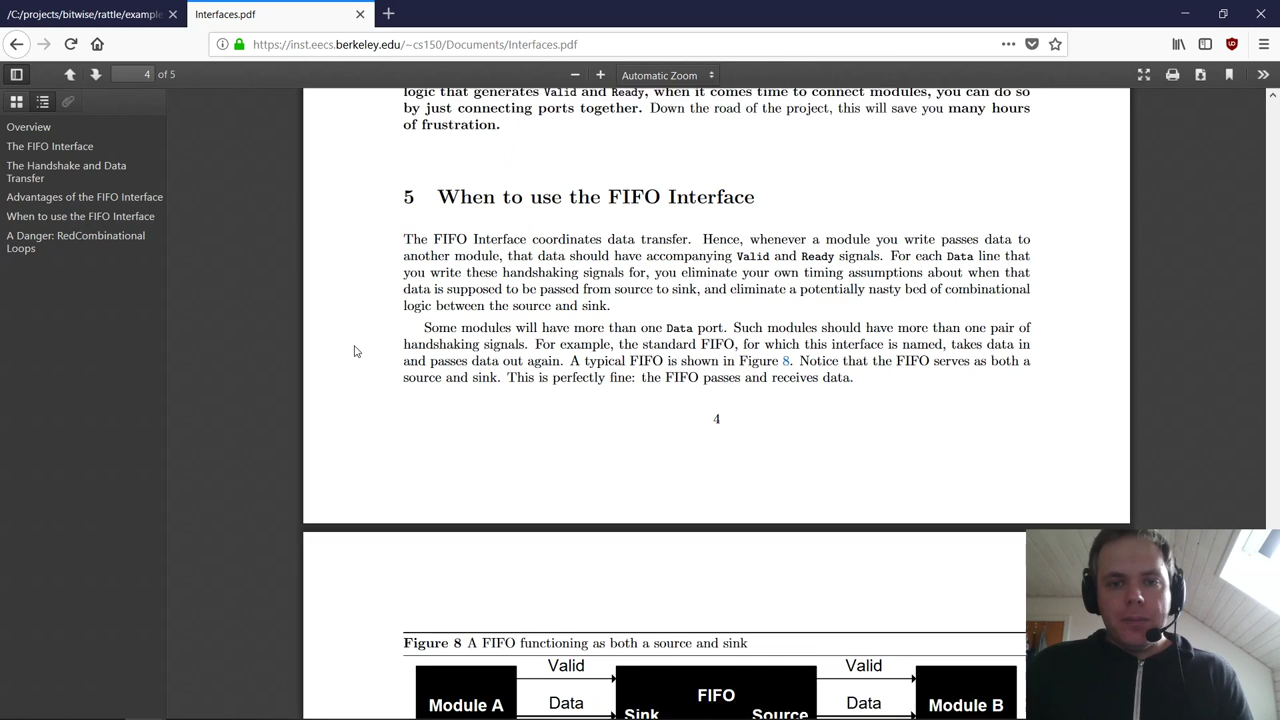 /C:/projects/bitwise/rattle/example
Interfaces.pdf
https://inst.eecs.berkeley.edu/~cs150/Documents/Interfaces.pdf
4 of 5
Automatic Zoom
Overview
The FIFO Interface
The Handshake and Data
Transfer
Advantages of the FIFO Interface
When to use the FIFO Interface
A Danger: RedCombinational
Loops
logic that generates Valid and Ready, when it comes time to connect modules, you can do so
by just connecting ports together. Down the road of the project, this will save you many hours
of frustration.
5 When to use the FIFO Interface
The FIFO Interface coordinates data transfer. Hence, whenever a module you write passes data to
another module, that data should have accompanying Valid and Ready signals. For each Data line that
you write these handshaking signals for, you eliminate your own timing assumptions about when that
data is supposed to be passed from source to sink, and eliminate a potentially nasty bed of combinational
logic between the source and sink.
Some modules will have more than one Data port. Such modules should have more than one pair of
handshaking signals. For example, the standard FIFO, for which this interface is named, takes data in
and passes data out again. A typical FIFO is shown in Figure 8. Notice that the FIFO serves as both a
source and sink. This is perfectly fine: the FIFO passes and receives data.
4
Figure 8 A FIFO functioning as both a source and sink
Valid
Valid
Module A
Data
FIFO
Sink
Source
Data
Module B